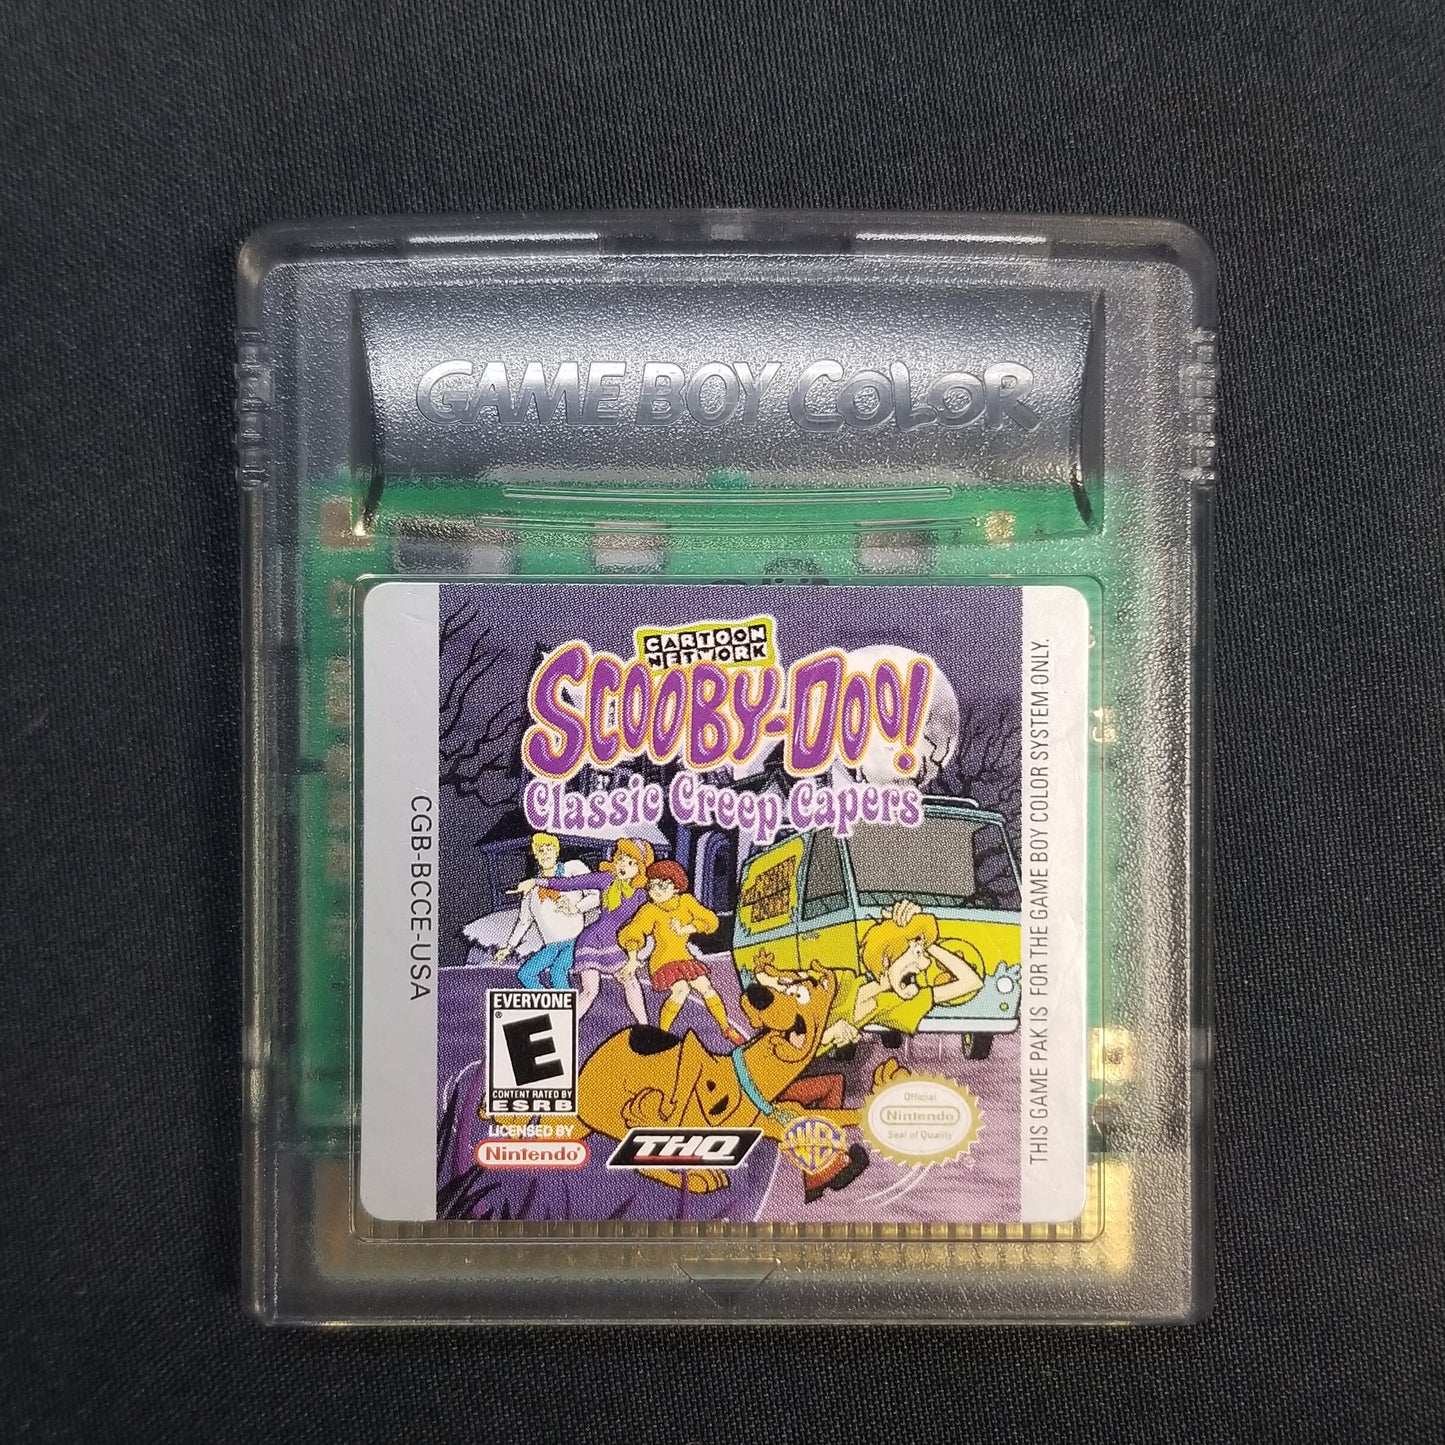 GAME BOY COLOR
CARTOON
NETWORK
SCOOBY-DOO!
Classic Creep Capers
CGB-BCCE-USA
THIS GAME PAK IS FOR THE GAME BOY COLOR SYSTEM ONLY.
EVERYONE
E
CONTENT RATED BY
ESRB
LICENSED BY
Nintendo®
THQ
WB
Official
Nintendo
Seal of Quality